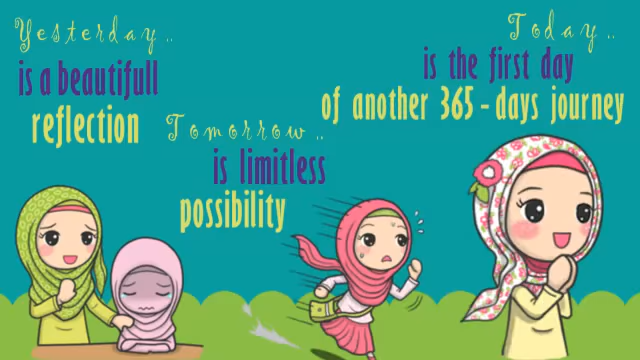 Yesterday..
is a beautifull
reflection
Tomorrow..
is limitless
possibility
Today..
is the first day
of another 365-days journey